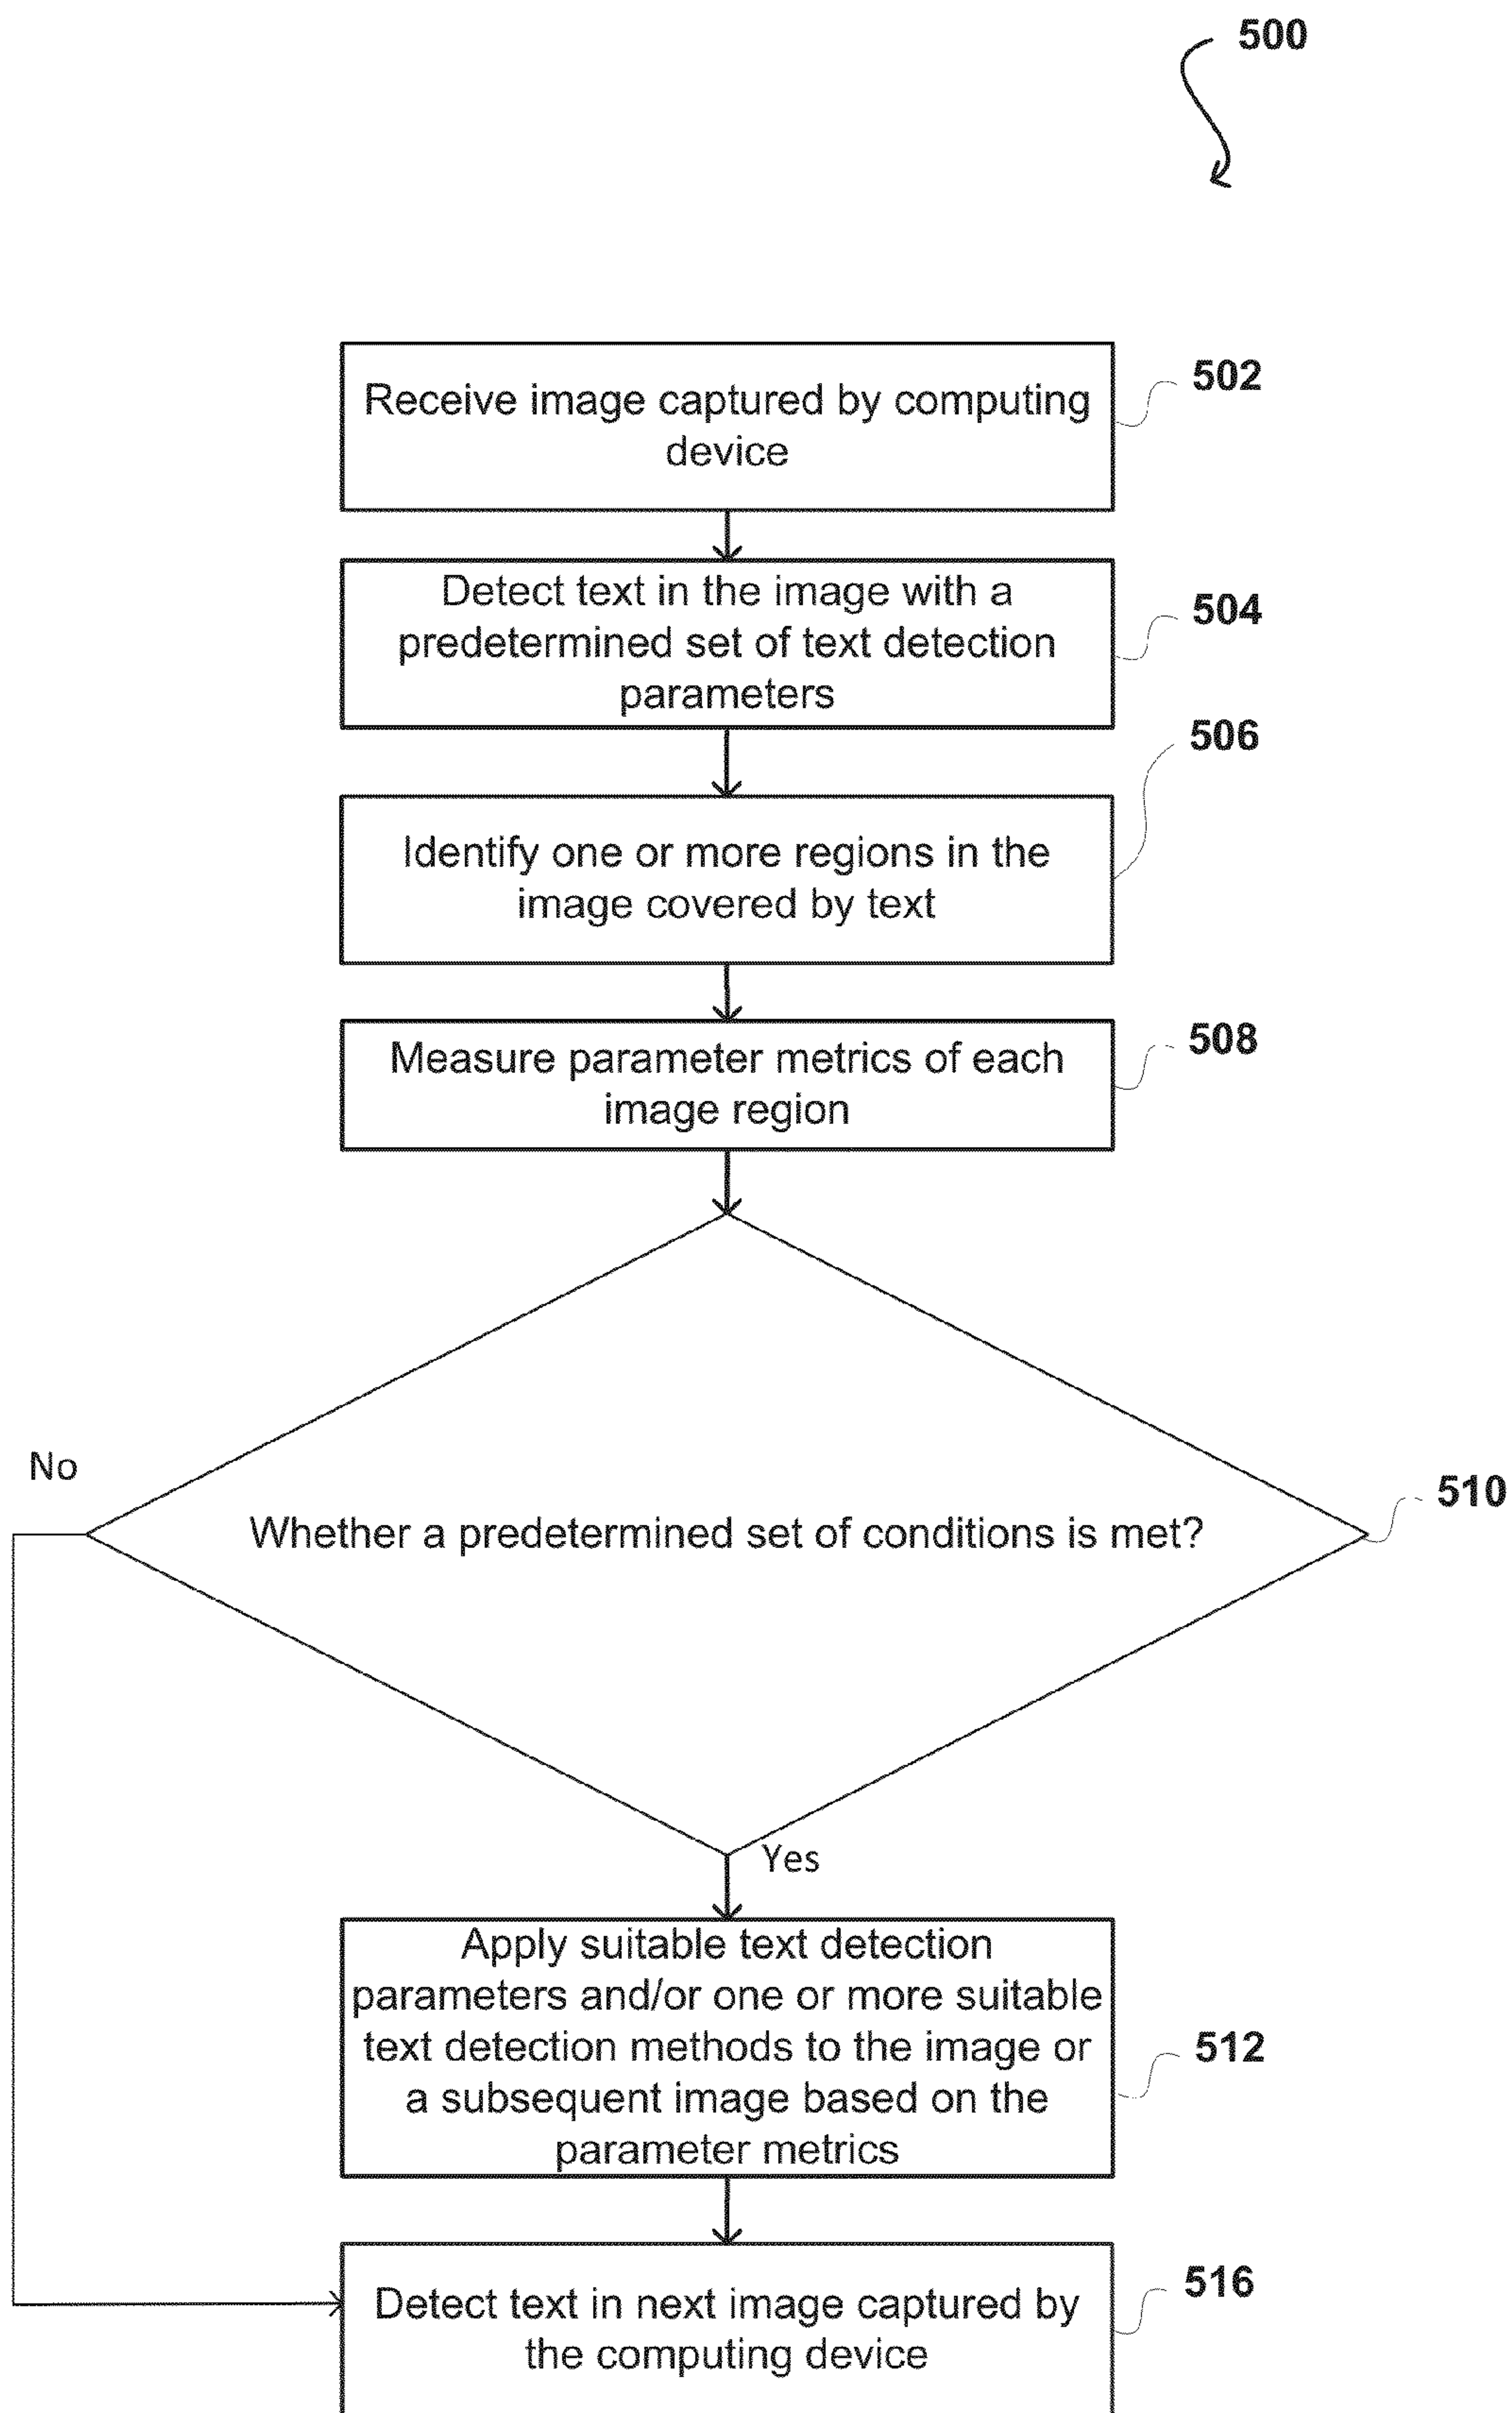 500
Receive image captured by computing
device
502
Detect text in the image with a
predetermined set of text detection
parameters
504
506
Identify one or more regions in the
image covered by text
Measure parameter metrics of each
image region
508
No
Whether a predetermined set of conditions is met?
510
Yes
Apply suitable text detection
parameters and/or one or more suitable
text detection methods to the image or
a subsequent image based on the
parameter metrics
512
Detect text in next image captured by
the computing device
516